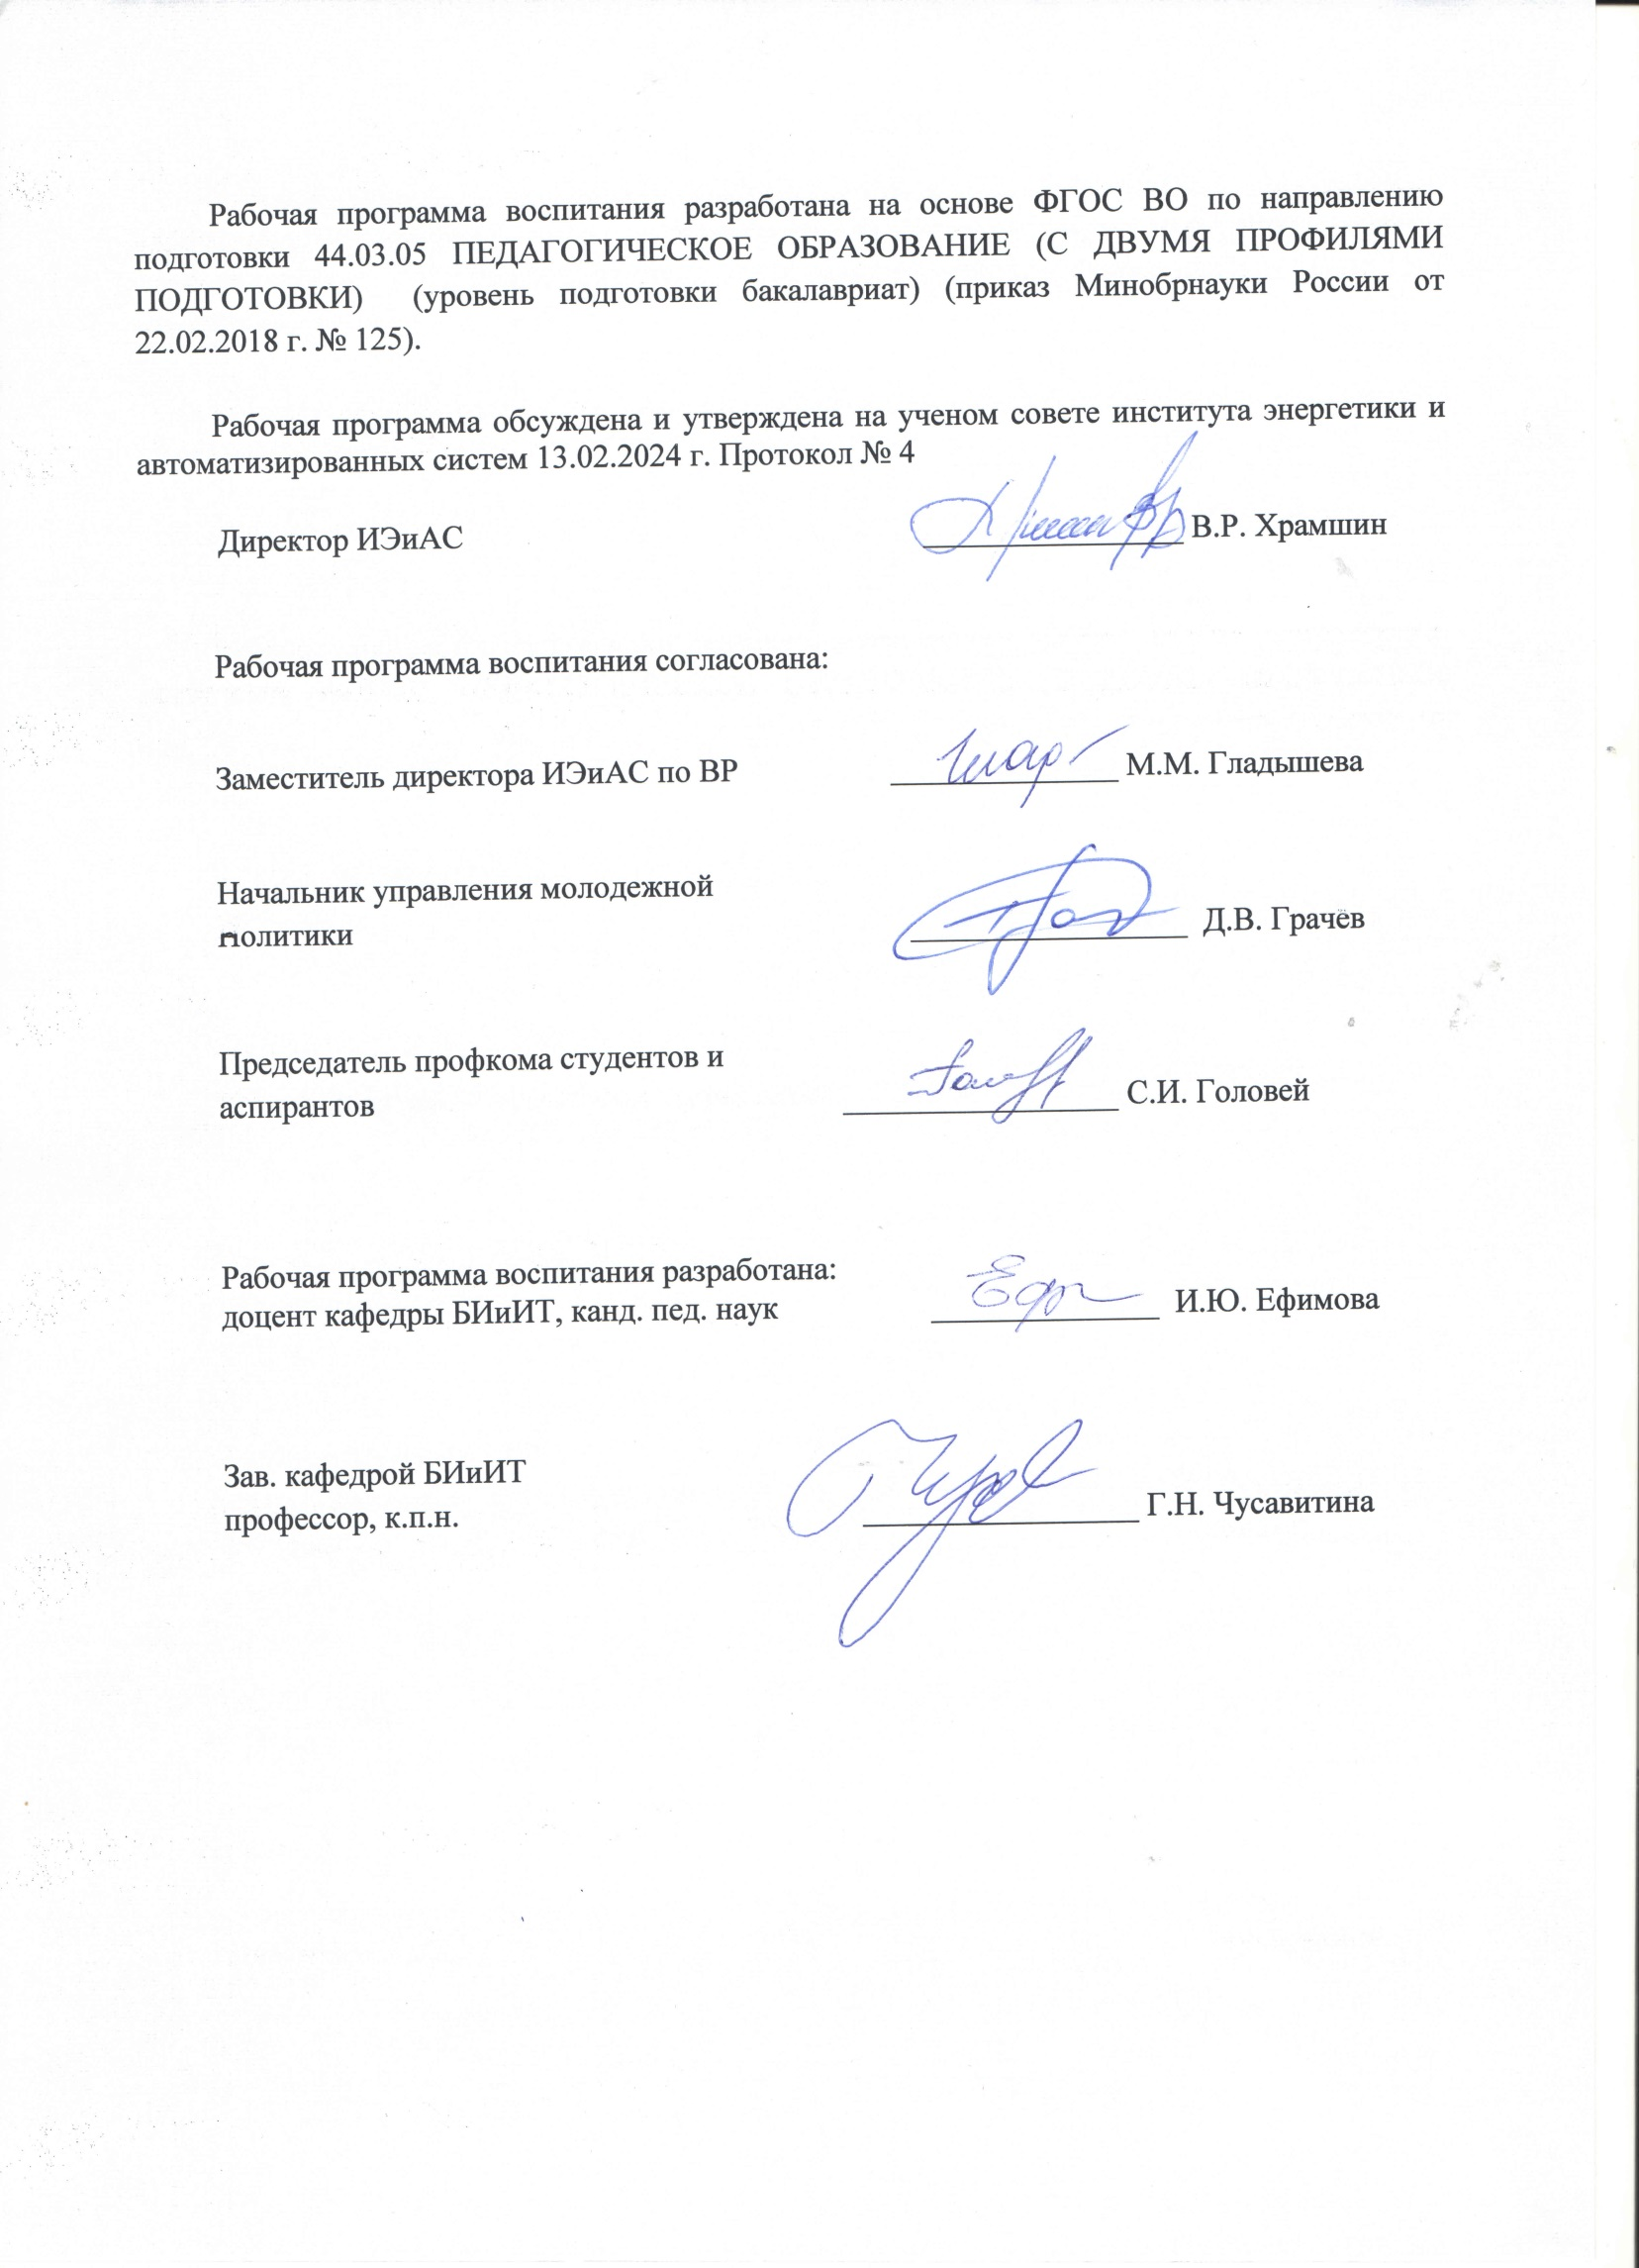 Рабочая программа воспитания разработана на основе ФГОС ВО по направлению
подготовки 44.03.05 ПЕДАГОГИЧЕСКОЕ ОБРАЗОВАНИЕ (С ДВУМЯ ПРОФИЛЯМИ
ПОДГОТОВКИ) (уровень подготовки бакалавриат) (приказ Минобрнауки России от
22.02.2018 г. № 125).
Рабочая программа обсуждена и утверждена на ученом совете института энергетики и
автоматизированных систем 13.02.2024 г. Протокол № 4
Директор ИЭиАС В.Р. Храмшин
Рабочая программа воспитания согласована:
Заместитель директора ИЭиАС по ВР М.М. Гладышева
Начальник управления молодежной
политики Д.В. Грачёв
Председатель профкома студентов и
аспирантов С.И. Головей
Рабочая программа воспитания разработана:
доцент кафедры БИиИТ, канд. пед. наук И.Ю. Ефимова
Зав. кафедрой БИиИТ
профессор, к.п.н. Г.Н. Чусавитина